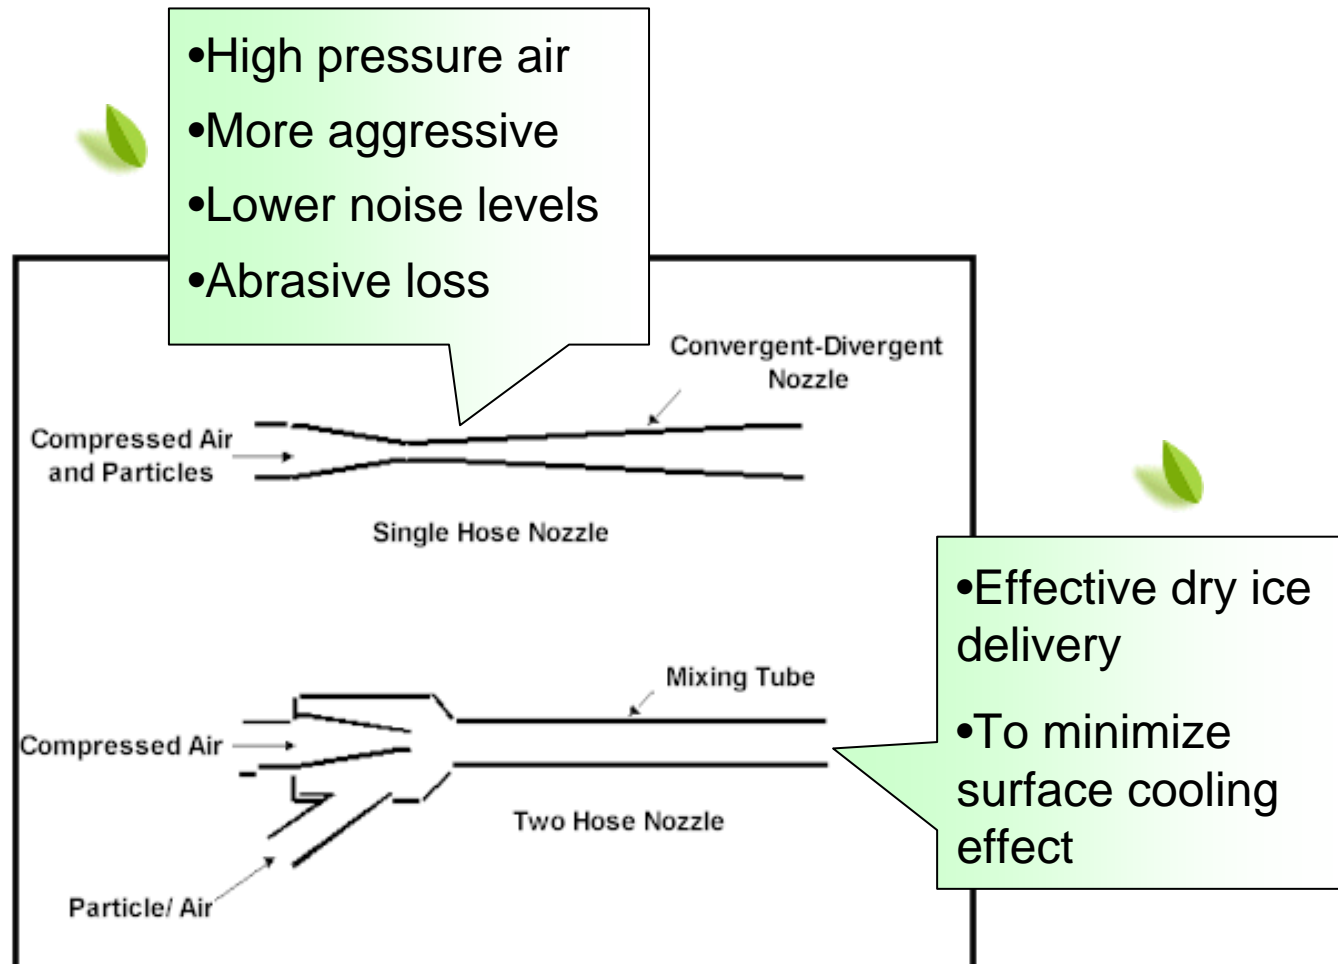 •High pressure air
•More aggressive
•Lower noise levels
•Abrasive loss
Convergent-Divergent
Nozzle
Compressed Air
and Particles
Single Hose Nozzle
•Effective dry ice
delivery
•To minimize
surface cooling
effect
Mixing Tube
Compressed Air
Two Hose Nozzle
Particle/ Air